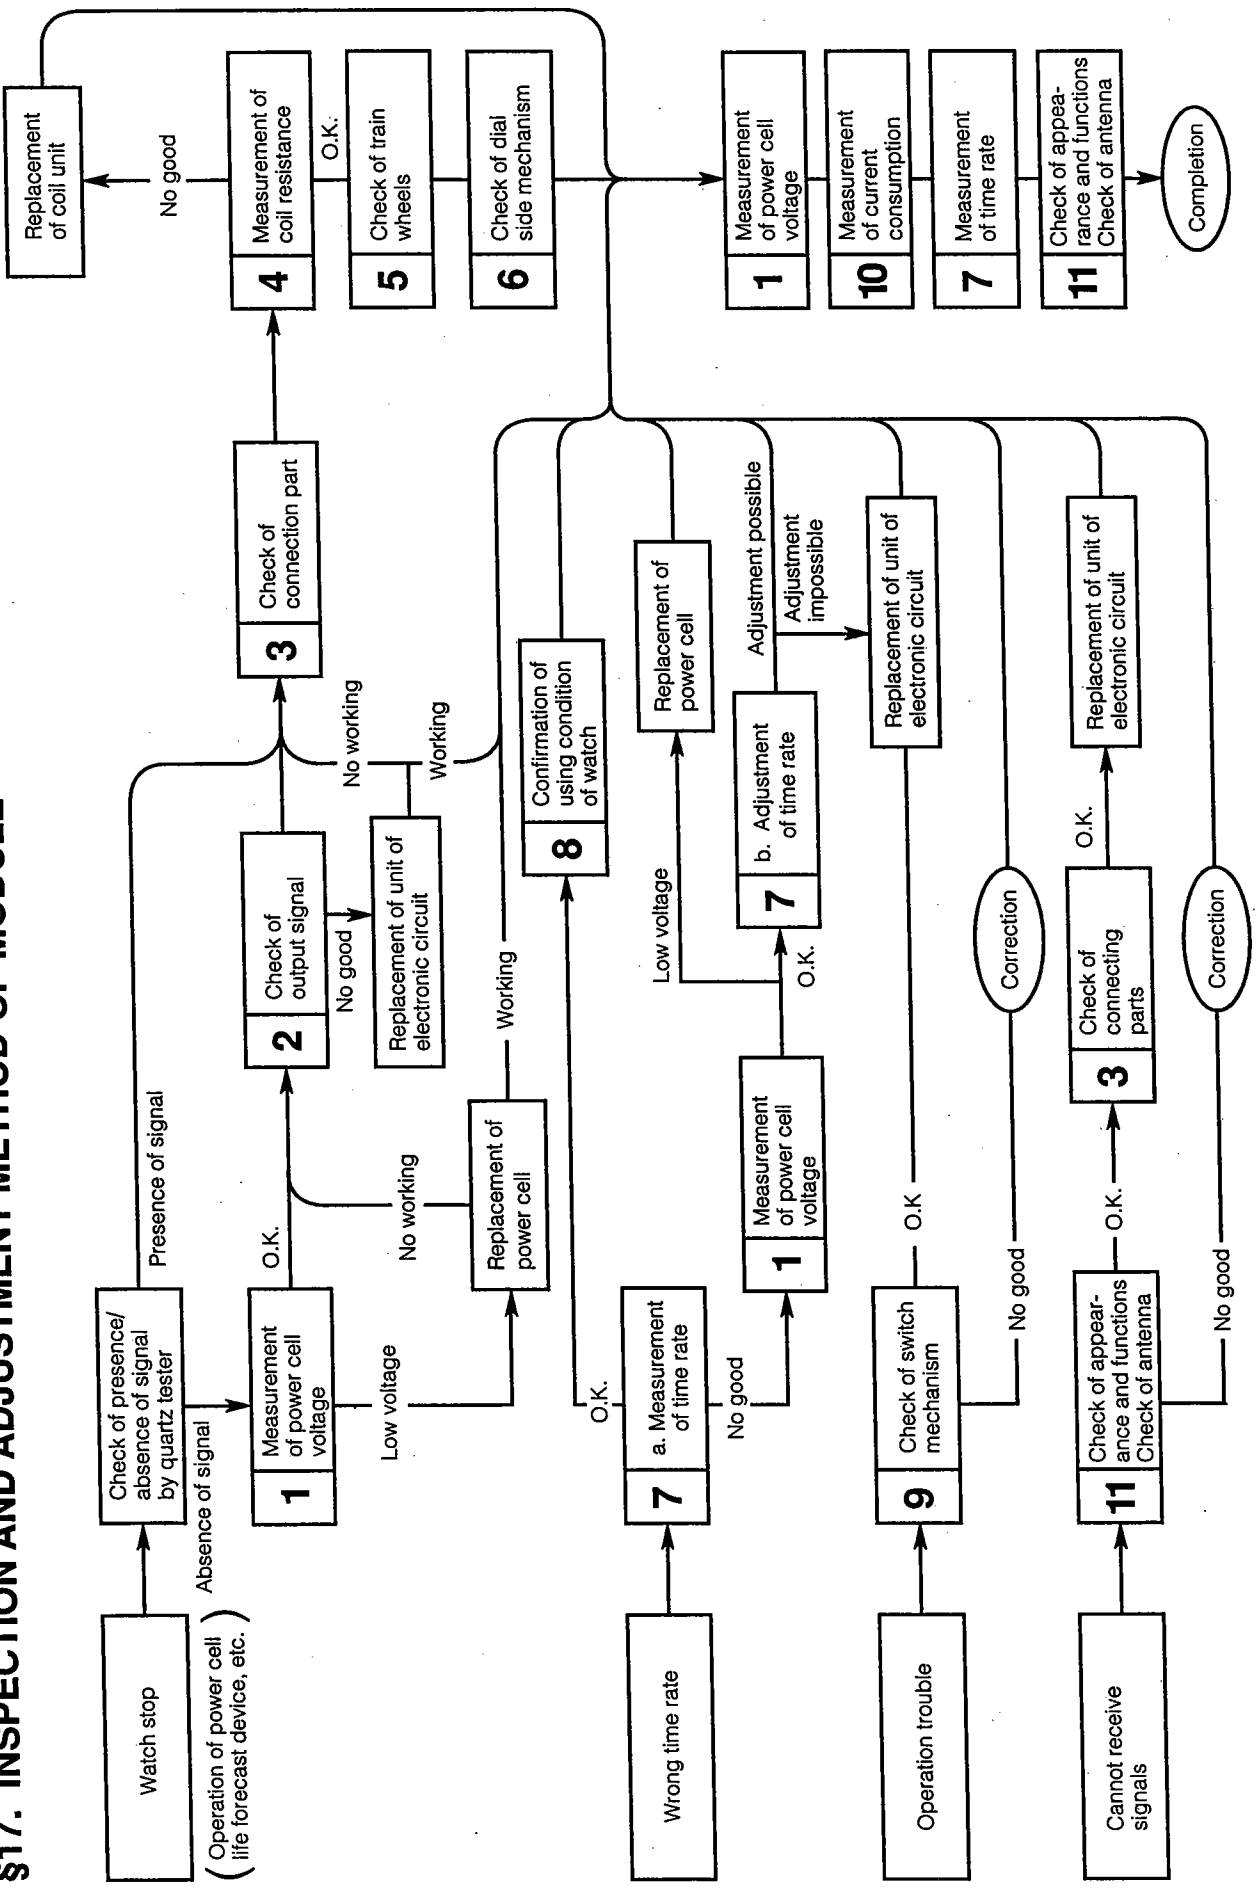 §17. INSPECTION AND ADJUSTMENT METHOD OF MODULE
Watch stop
(Operation of power cell
life forecast device, etc.)
Check of presence/
absence of signal
by quartz tester
Presence of signal
Absence of signal
1
Measurement
of power cell
voltage
O.K.
Low voltage
No working
Replacement of
power cell
Working
2
Check of
output signal
No good
Replacement of unit of
electronic circuit
No working
Working
3
Check of
connection part
4
Measurement of
coil resistance
No good
Replacement
of coil unit
O.K.
5
Check of train
wheels
6
Check of dial
side mechanism
Wrong time rate
7
a. Measurement
of time rate
O.K.
No good
8
Confirmation of
using condition
of watch
1
Measurement
of power cell
voltage
Low voltage
O.K.
Replacement of
power cell
7
b. Adjustment
of time rate
Adjustment possible
Adjustment
impossible
Replacement of unit of
electronic circuit
Operation trouble
9
Check of switch
mechanism
O.K
No good
Correction
Cannot receive
signals
11
Check of appear-
ance and functions
Check of antenna
O.K.
No good
3
Check of
connecting
parts
O.K.
Replacement of unit of
electronic circuit
Correction
1
Measurement
of power cell
voltage
10
Measurement
of current
consumption
7
Measurement
of time rate
11
Check of appea-
rance and functions
Check of antenna
Completion